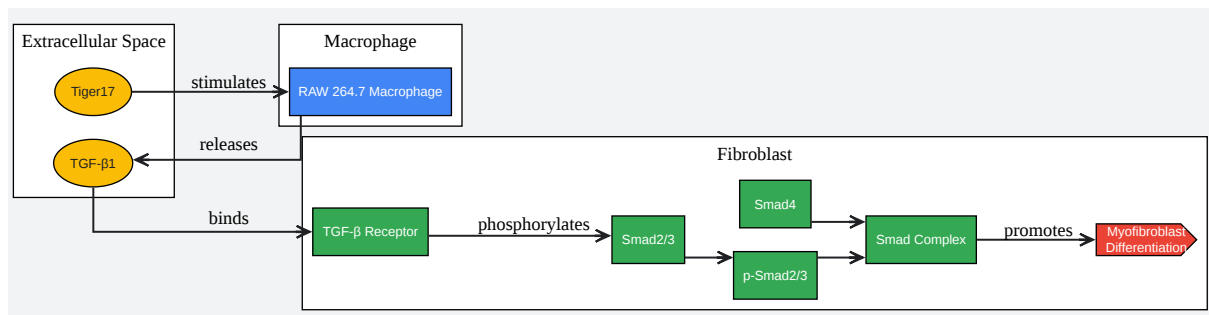 Extracellular Space
Macrophage
Tiger17
stimulates
RAW 264.7 Macrophage
releases
TGF-β1
Fibroblast
binds
TGF-β Receptor
phosphorylates
Smad2/3
Smad4
p-Smad2/3
Smad Complex
promotes
Myofibroblast
Differentiation